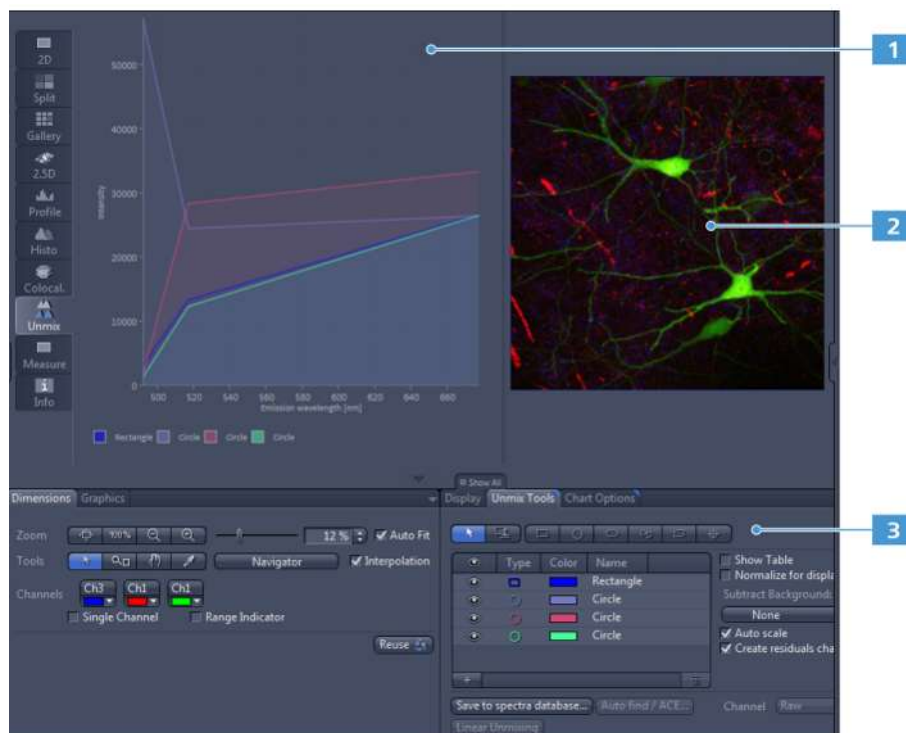 2D
Split
Gallery
2.5D
Profile
Histo
Colocal.
Unmix
Measure
Info
50000
40000
30000
20000
10000
0
Intensity
500 520 540 560 580 600 620 640 660
Emission wavelength [nm]
Rectangle Circle Circle Circle
1
2
3
Show All
Dimensions Graphics
Zoom 100% 12 % Auto Fit
Tools Navigator Interpolation
Channels Ch3 Ch1 Ch1
Single Channel Range Indicator
Reuse
Display Unmix Tools Chart Options
Type Color Name
Rectangle
Circle
Circle
Circle
Show Table
Normalize for displa
Subtract Background:
None
Auto scale
Create residuals cha
Save to spectra database... Auto find / ACE... Channel Raw
Linear Unmixing